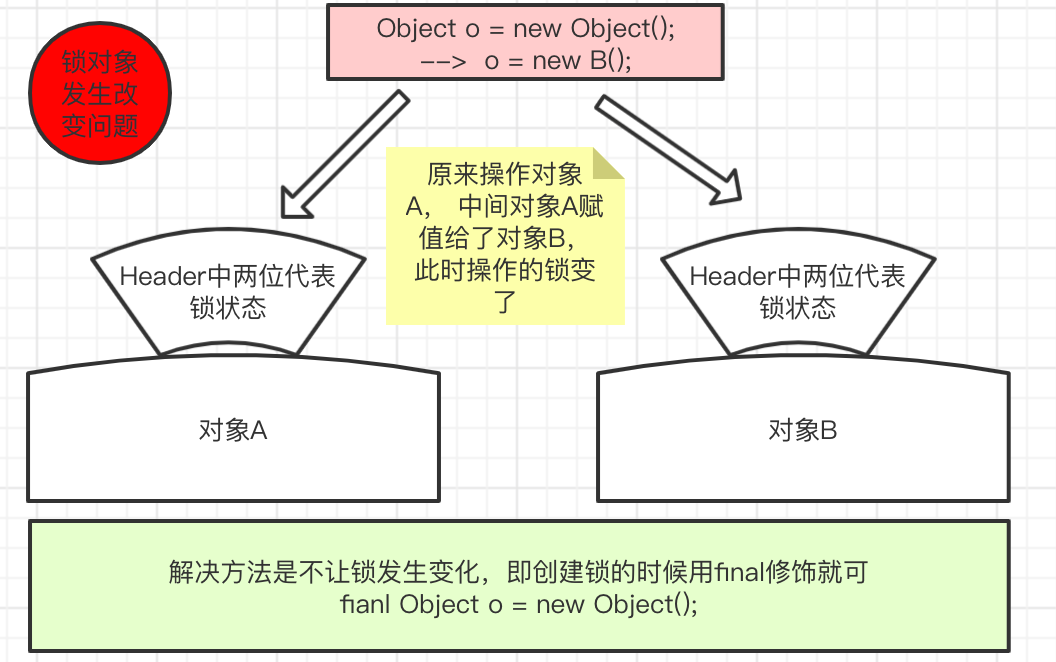 锁对象
发生改
变问题
Object o = new Object();
--> o = new B();
原来操作对象
A， 中间对象A赋
值给了对象B，
此时操作的锁变
了
Header中两位代表
锁状态
Header中两位代表
锁状态
对象A
对象B
解决方法是不让锁发生变化，即创建锁的时候用final修饰就可
fianl Object o = new Object();